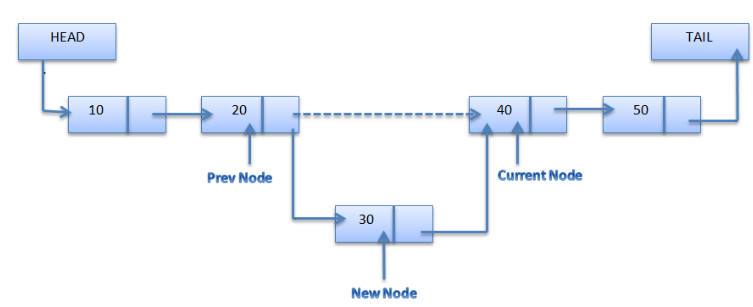 HEAD
TAIL
10
20
40
50
Prev Node
Current Node
30
New Node